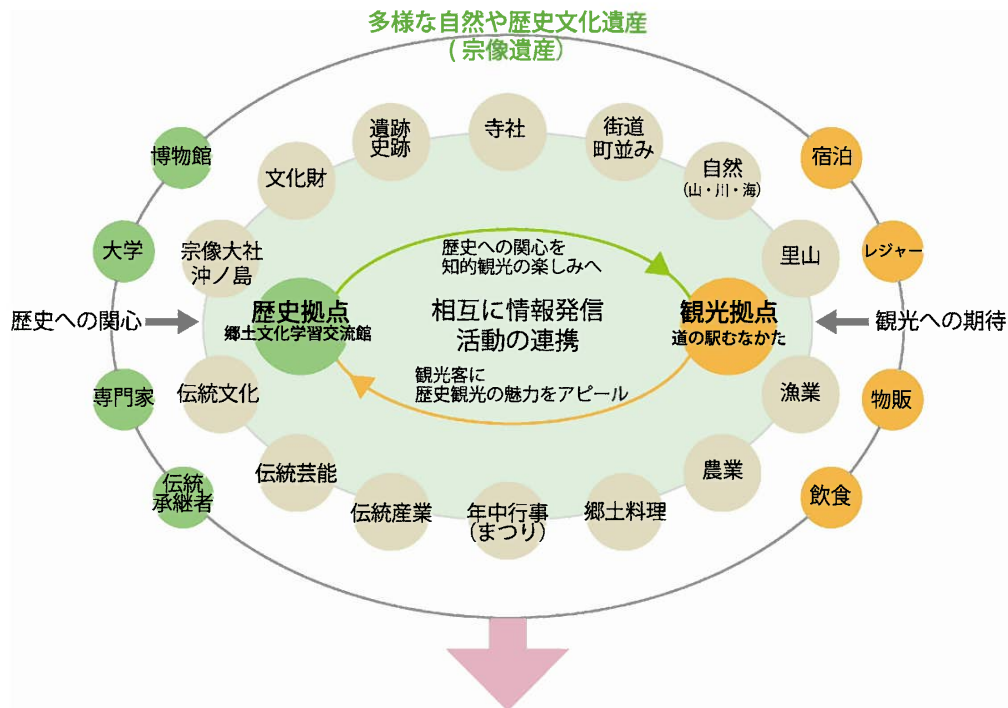 多様な自然や歴史文化遺産
(宗像遺産)
寺社
遺跡
史跡
街道
町並み
文化財
自然
(山・川・海)
博物館
宿泊
大学
宗像大社
沖ノ島
里山
レジャー
歴史への関心を
知的観光の楽しみへ
歴史への関心
歴史拠点
郷土文化学習交流館
相互に情報発信
活動の連携
観光拠点
道の駅むなかた
観光への期待
観光客に
歴史観光の魅力をアピール
専門家
伝統文化
漁業
物販
伝統芸能
農業
伝統
承継者
飲食
伝統産業
年中行事
(まつり)
郷土料理